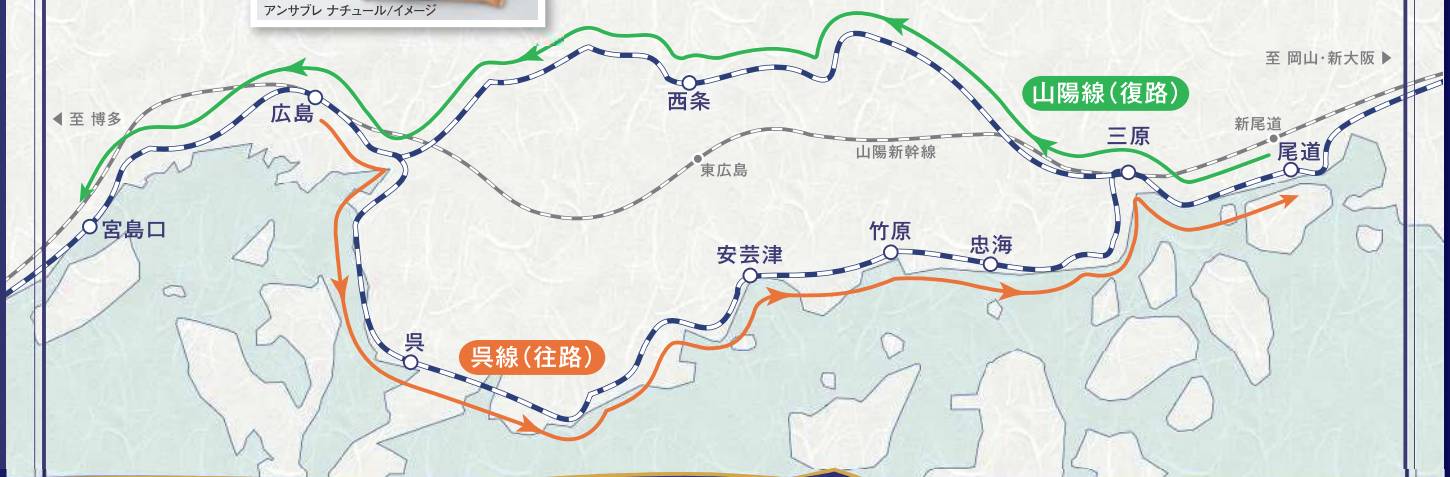 アンサブレ ナチュール/イメージ
至 岡山・新大阪 ▶
山陽線(復路)
西条
広島
◀ 至 博多
新尾道
三原
尾道
山陽新幹線
東広島
宮島口
竹原
忠海
安芸津
呉
呉線(往路)